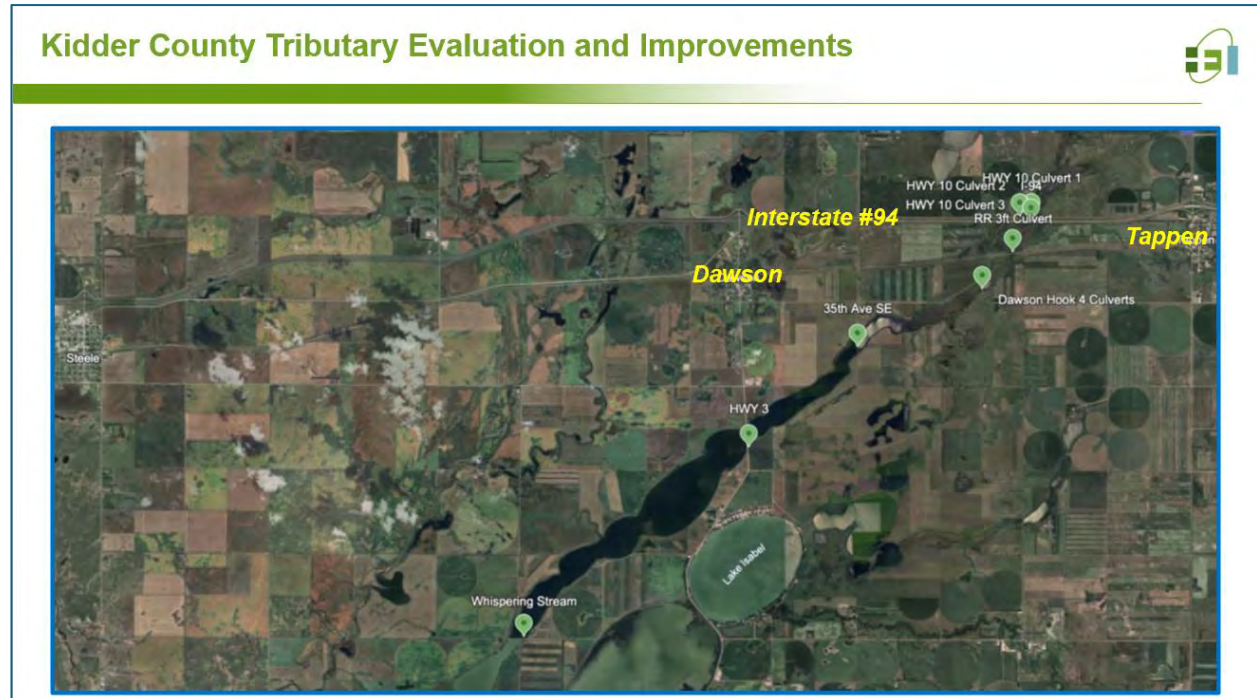 Kidder County Tributary Evaluation and Improvements
HWY 10 Culvert 1
HWY 10 Culvert 2
I-94
HWY 10 Culvert 3
Interstate #94
RR 3ft Culvert
Tappen
Dawson
Dawson Hook 4 Culverts
35th Ave SE
Steele
HWY 3
Lake Isabel
Whispering Stream